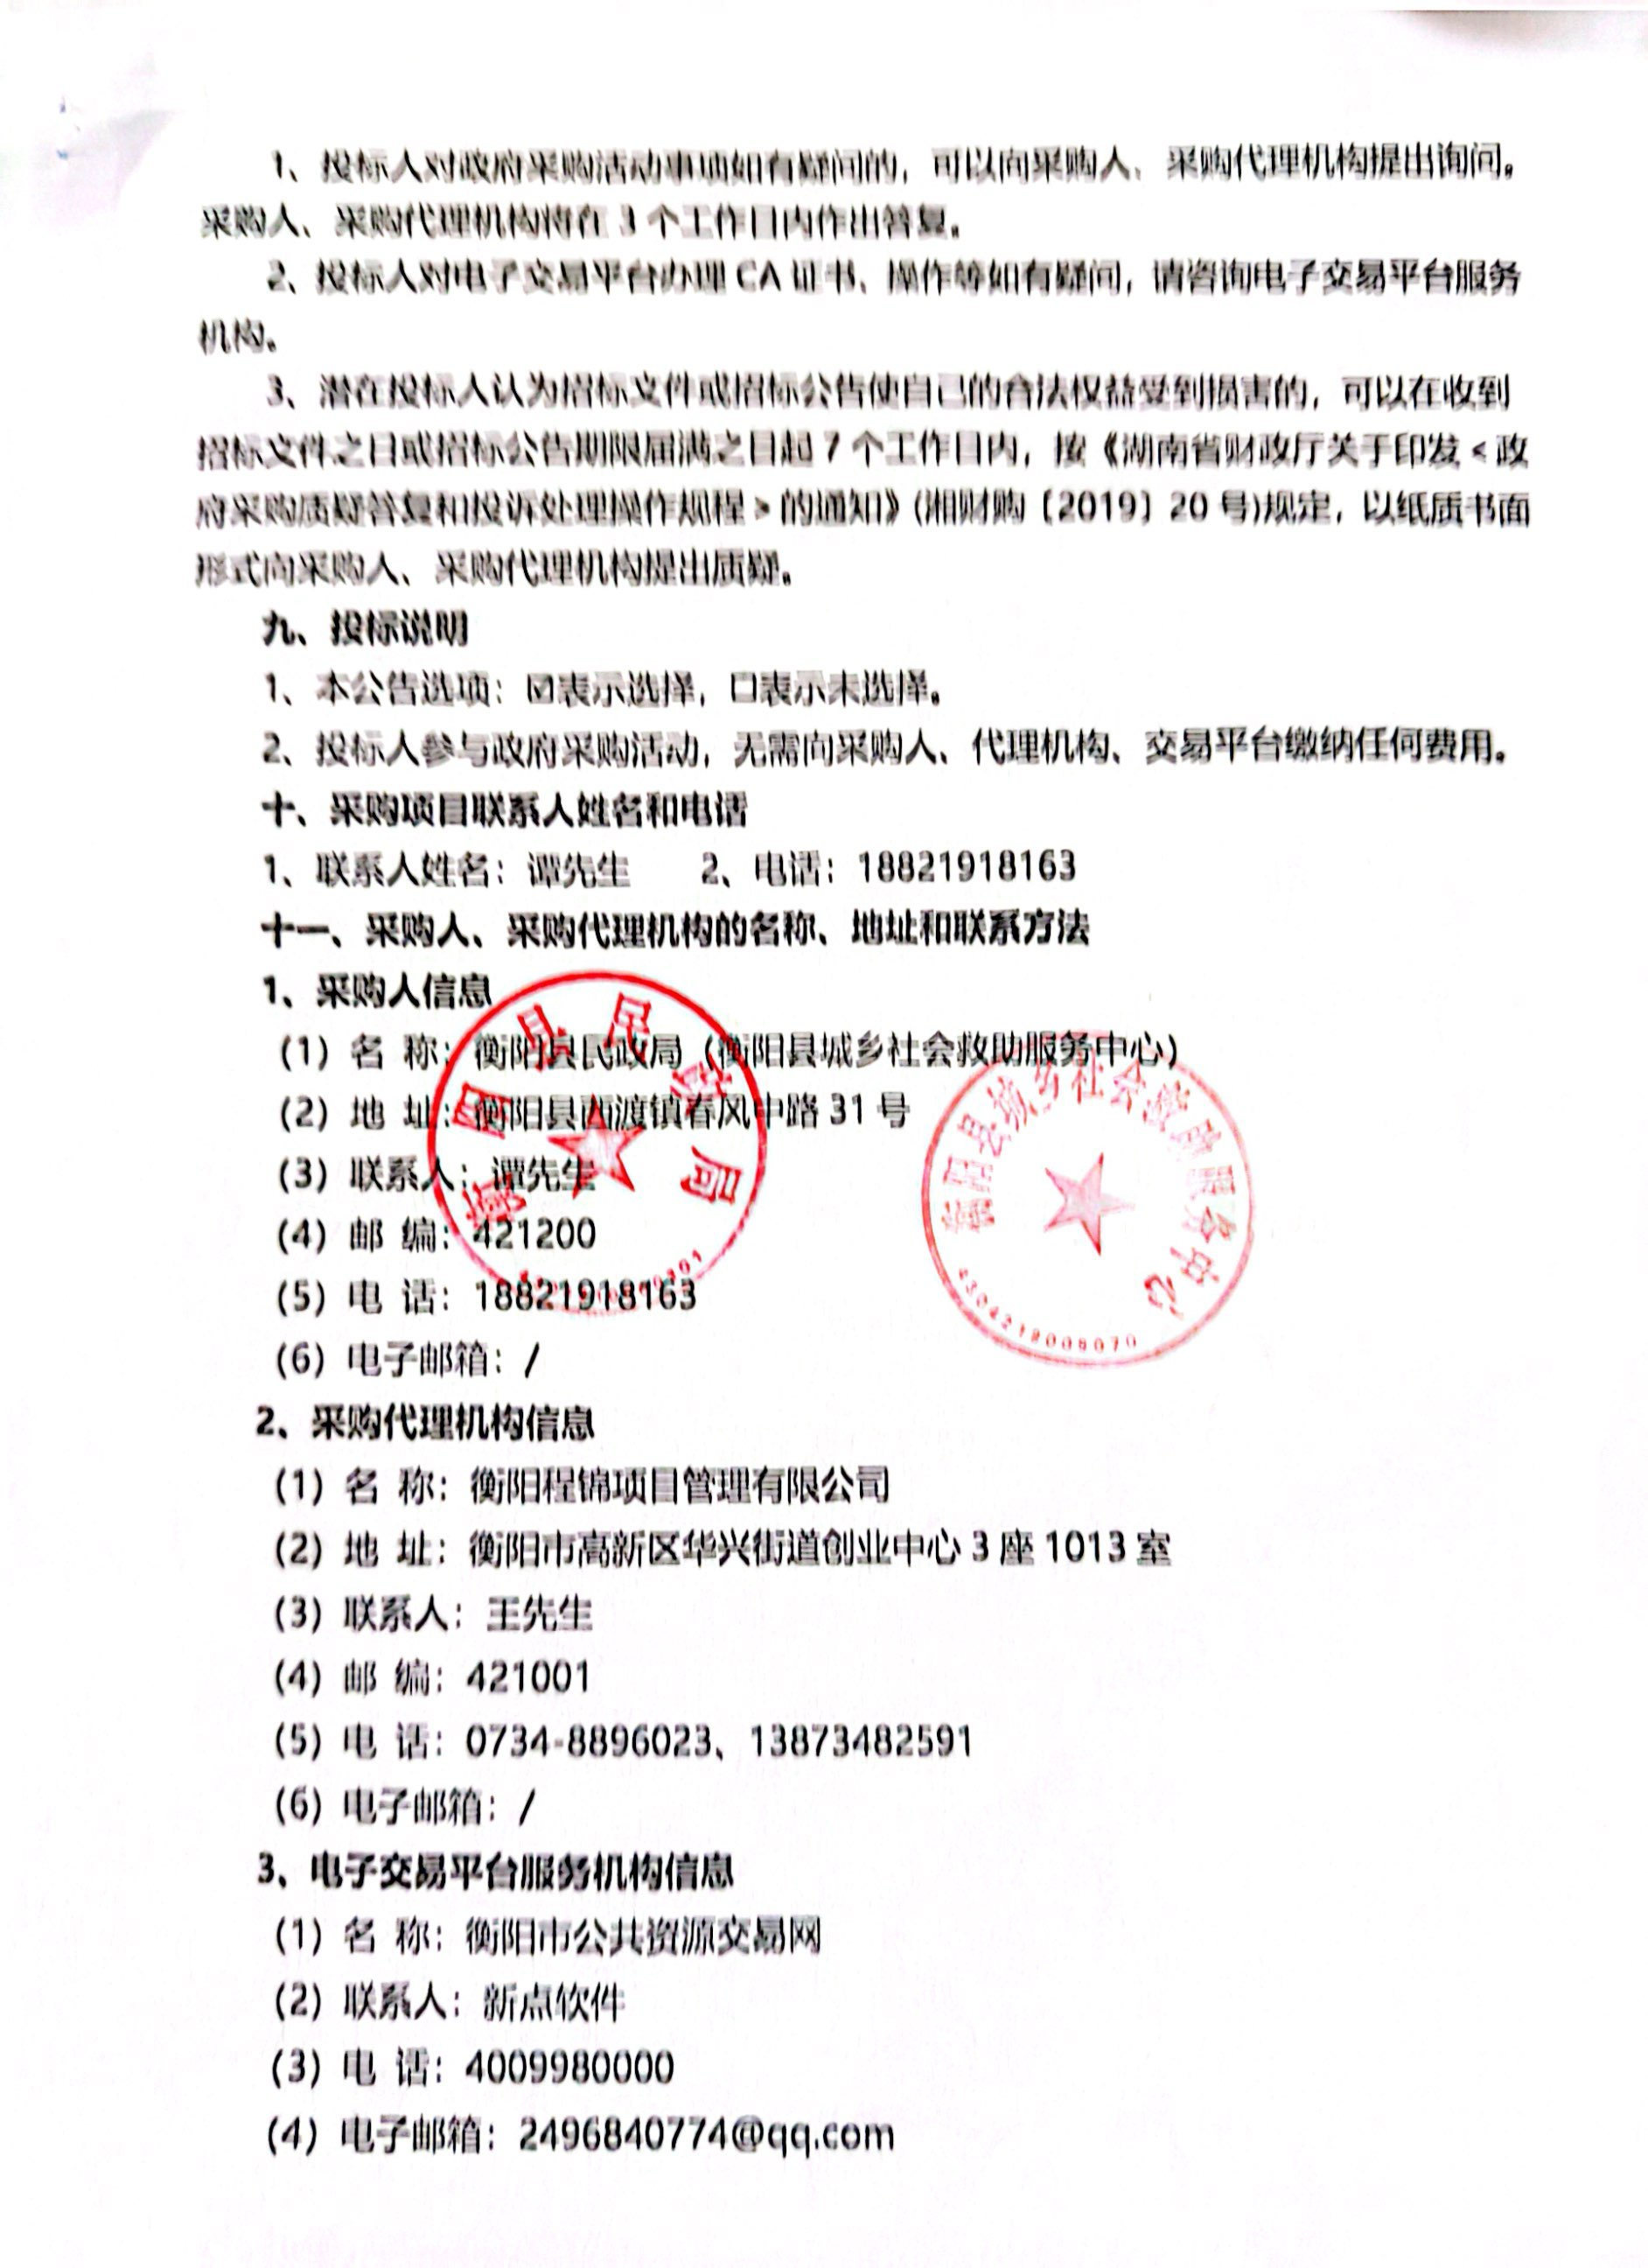 1、投标人对政府采购活动事项如有疑问的，可以向采购人、采购代理机构提出询问。
采购人、采购代理机构将在 3 个工作日内作出答复。
2、投标人对电子交易平台办理 CA 证书、操作等如有疑问，请咨询电子交易平台服务
机构。
3、潜在投标人认为招标文件或招标公告使自己的合法权益受到损害的，可以在收到
招标文件之日或招标公告期限届满之日起 7 个工作日内，按《湖南省财政厅关于印发<政
府采购质疑答复和投诉处理操作规程>的通知》(湘财购〔2019〕20 号)规定，以纸质书面
形式向采购人、采购代理机构提出质疑。
九、投标说明
1、本公告选项：☑表示选择，☐表示未选择。
2、投标人参与政府采购活动，无需向采购人、代理机构、交易平台缴纳任何费用。
十、采购项目联系人姓名和电话
1、联系人姓名：谭先生 2、电话：18821918163
十一、采购人、采购代理机构的名称、地址和联系方法
1、采购人信息
(1) 名 称：衡阳县民政局（衡阳县城乡社会救助服务中心）
(2) 地 址：衡阳县西渡镇春风中路 31 号
(3) 联系人：谭先生
(4) 邮 编：421200
(5) 电 话：18821918163
(6) 电子邮箱：/
衡阳县民政局
衡阳县城乡社会救助服务中心
2、采购代理机构信息
(1) 名 称：衡阳程锦项目管理有限公司
(2) 地 址：衡阳市高新区华兴街道创业中心 3 座 1013 室
(3) 联系人：王先生
(4) 邮 编：421001
(5) 电 话：0734-8896023、13873482591
(6) 电子邮箱：/
3、电子交易平台服务机构信息
(1) 名 称：衡阳市公共资源交易网
(2) 联系人：新点软件
(3) 电 话：4009980000
(4) 电子邮箱：2496840774@qq.com